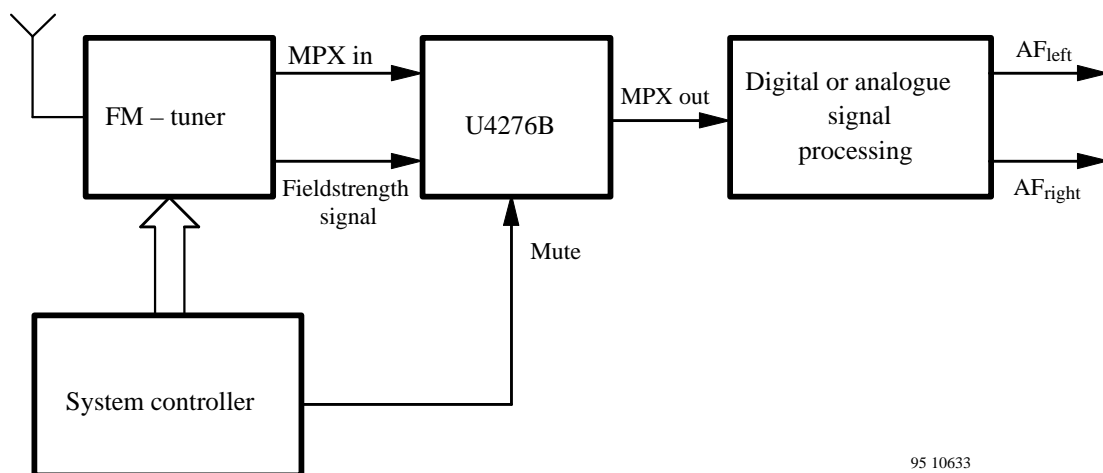 MPX in
FM – tuner
Fieldstrength
signal
U4276B
MPX out
Digital or analogue
signal
processing
AFleft
AFright
Mute
System controller
95 10633